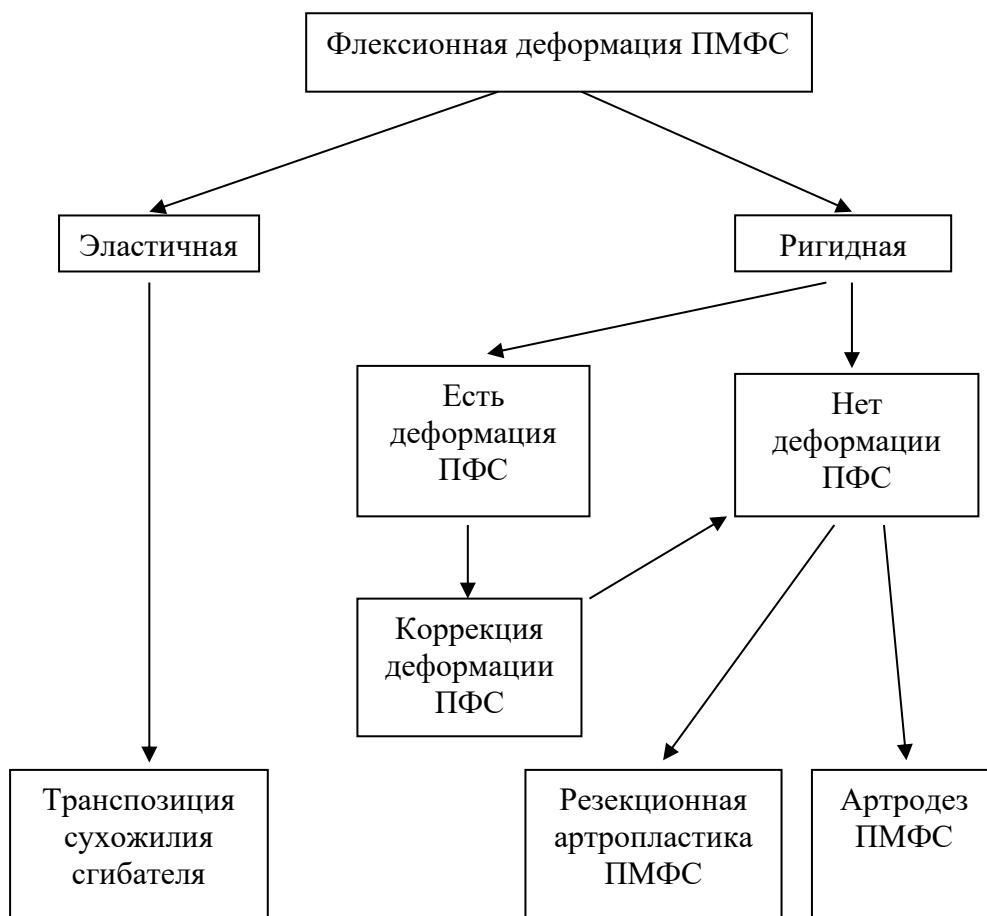 Флексионная деформация ПМФС
Эластичная
Ригидная
Есть
деформация
ПФС
Нет
деформации
ПФС
Коррекция
деформации
ПФС
Транспозиция
сухожилия
сгибателя
Резекционная
артропластика
ПМФС
Артродез
ПМФС